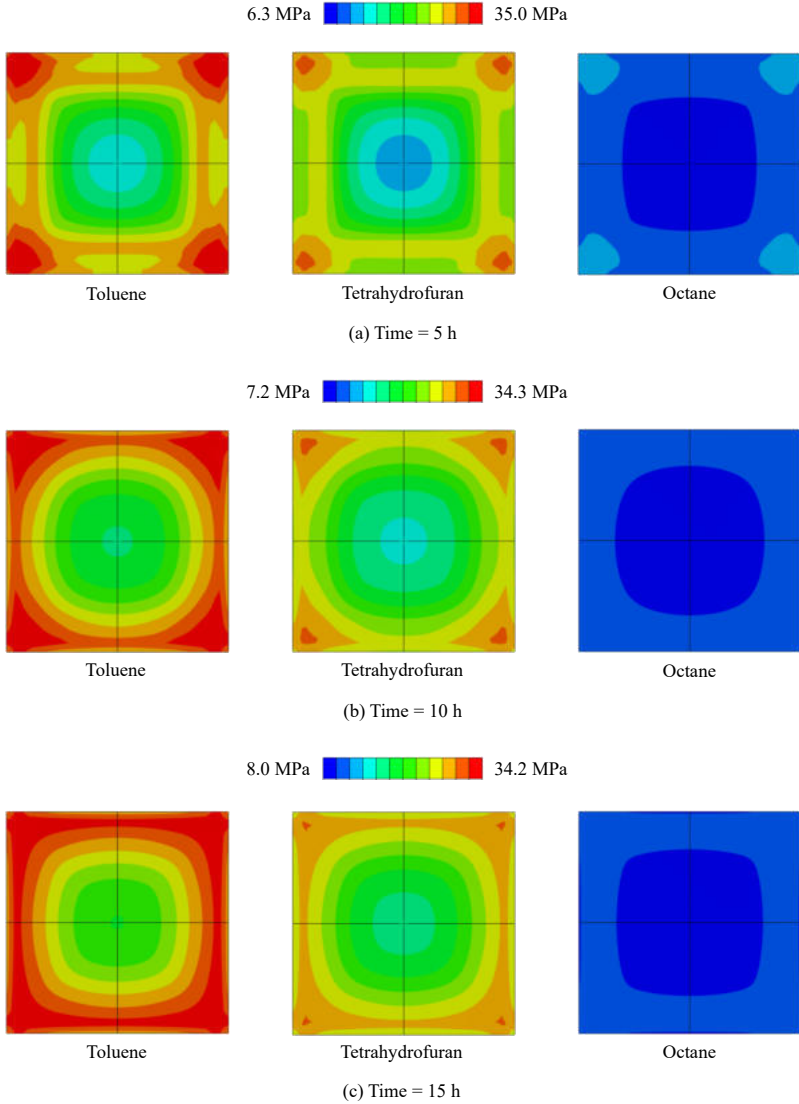 6.3 MPa 35.0 MPa
Toluene Tetrahydrofuran Octane
(a) Time = 5 h
7.2 MPa 34.3 MPa
Toluene Tetrahydrofuran Octane
(b) Time = 10 h
8.0 MPa 34.2 MPa
Toluene Tetrahydrofuran Octane
(c) Time = 15 h